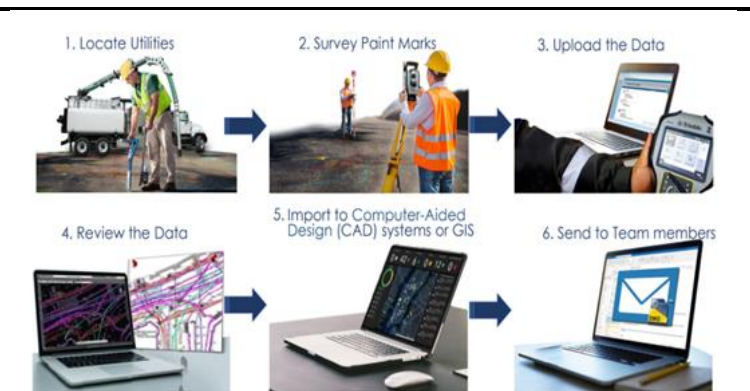 1. Locate Utilities
2. Survey Paint Marks
3. Upload the Data
4. Review the Data
5. Import to Computer-Aided
Design (CAD) systems or GIS
6. Send to Team members